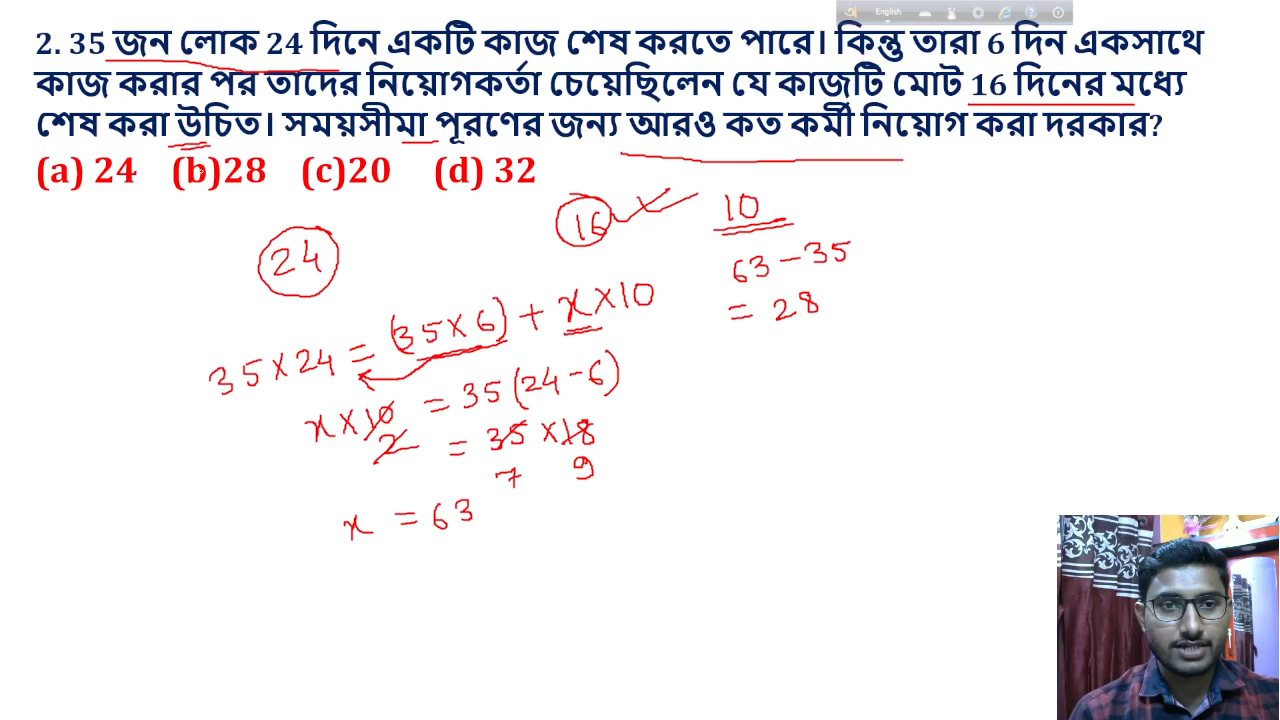 English
2. 35 জন লোক 24 দিনে একটি কাজ শেষ করতে পারে। কিন্তু তারা 6 দিন একসাথে
কাজ করার পর তাদের নিয়োগকর্তা চেয়েছিলেন যে কাজটি মোট 16 দিনের মধ্যে
শেষ করা উচিত। সময়সীমা পূরণের জন্য আরও কত কর্মী নিয়োগ করা দরকার?
(a) 24 (b)28 (c)20 (d) 32
24
16
10
63 - 35
= 28
35 × 24 = (35 × 6) + x × 10
x × 10 = 35 (24 - 6)
2 = 35 × 18
7 9
x = 63